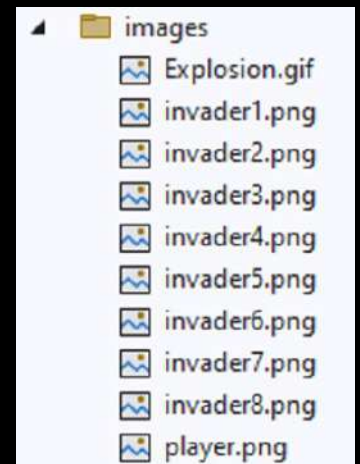 images
Explosion.gif
invader1.png
invader2.png
invader3.png
invader4.png
invader5.png
invader6.png
invader7.png
invader8.png
player.png